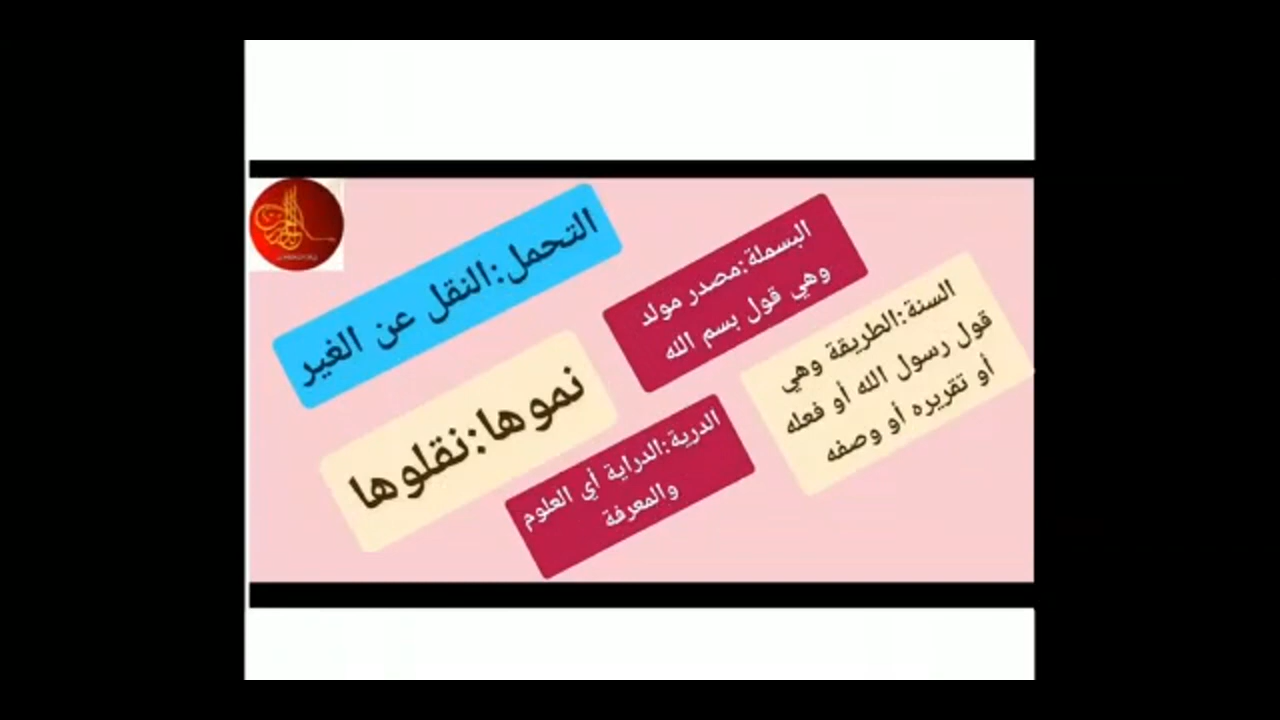 التحمل:النقل عن الغير
البسملة:مصدر مولد
وهي قول بسم الله
السنة:الطريقة وهي
قول رسول الله أو فعله
أو تقريره أو وصفه
نموها:نقلوها
الدرية:الدراية أي العلوم
والمعرفة